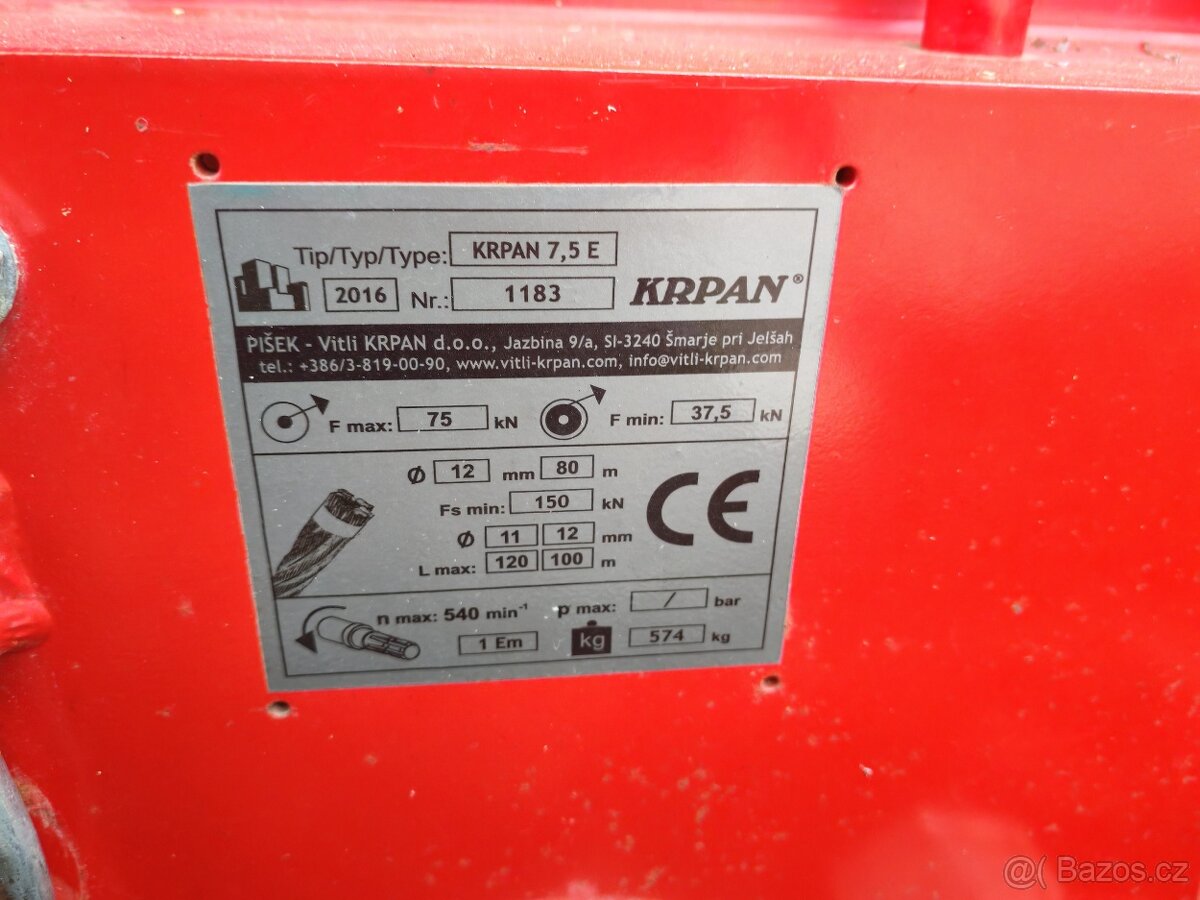 Tip/Typ/Type: KRPAN 7,5 E
2016 Nr.: 1183 KRPAN®
PIŠEK - Vitli KRPAN d.o.o., Jazbina 9/a, SI-3240 Šmarje pri Jelšah
tel.: +386/3-819-00-90, www.vitli-krpan.com, info@vitli-krpan.com
F max: 75 kN F min: 37,5 kN
Ø 12 mm 80 m
Fs min: 150 kN
CE
Ø 11 12 mm
L max: 120 100 m
n max: 540 min⁻¹ p max: / bar
1 Em kg 574 kg
@( Bazos.cz